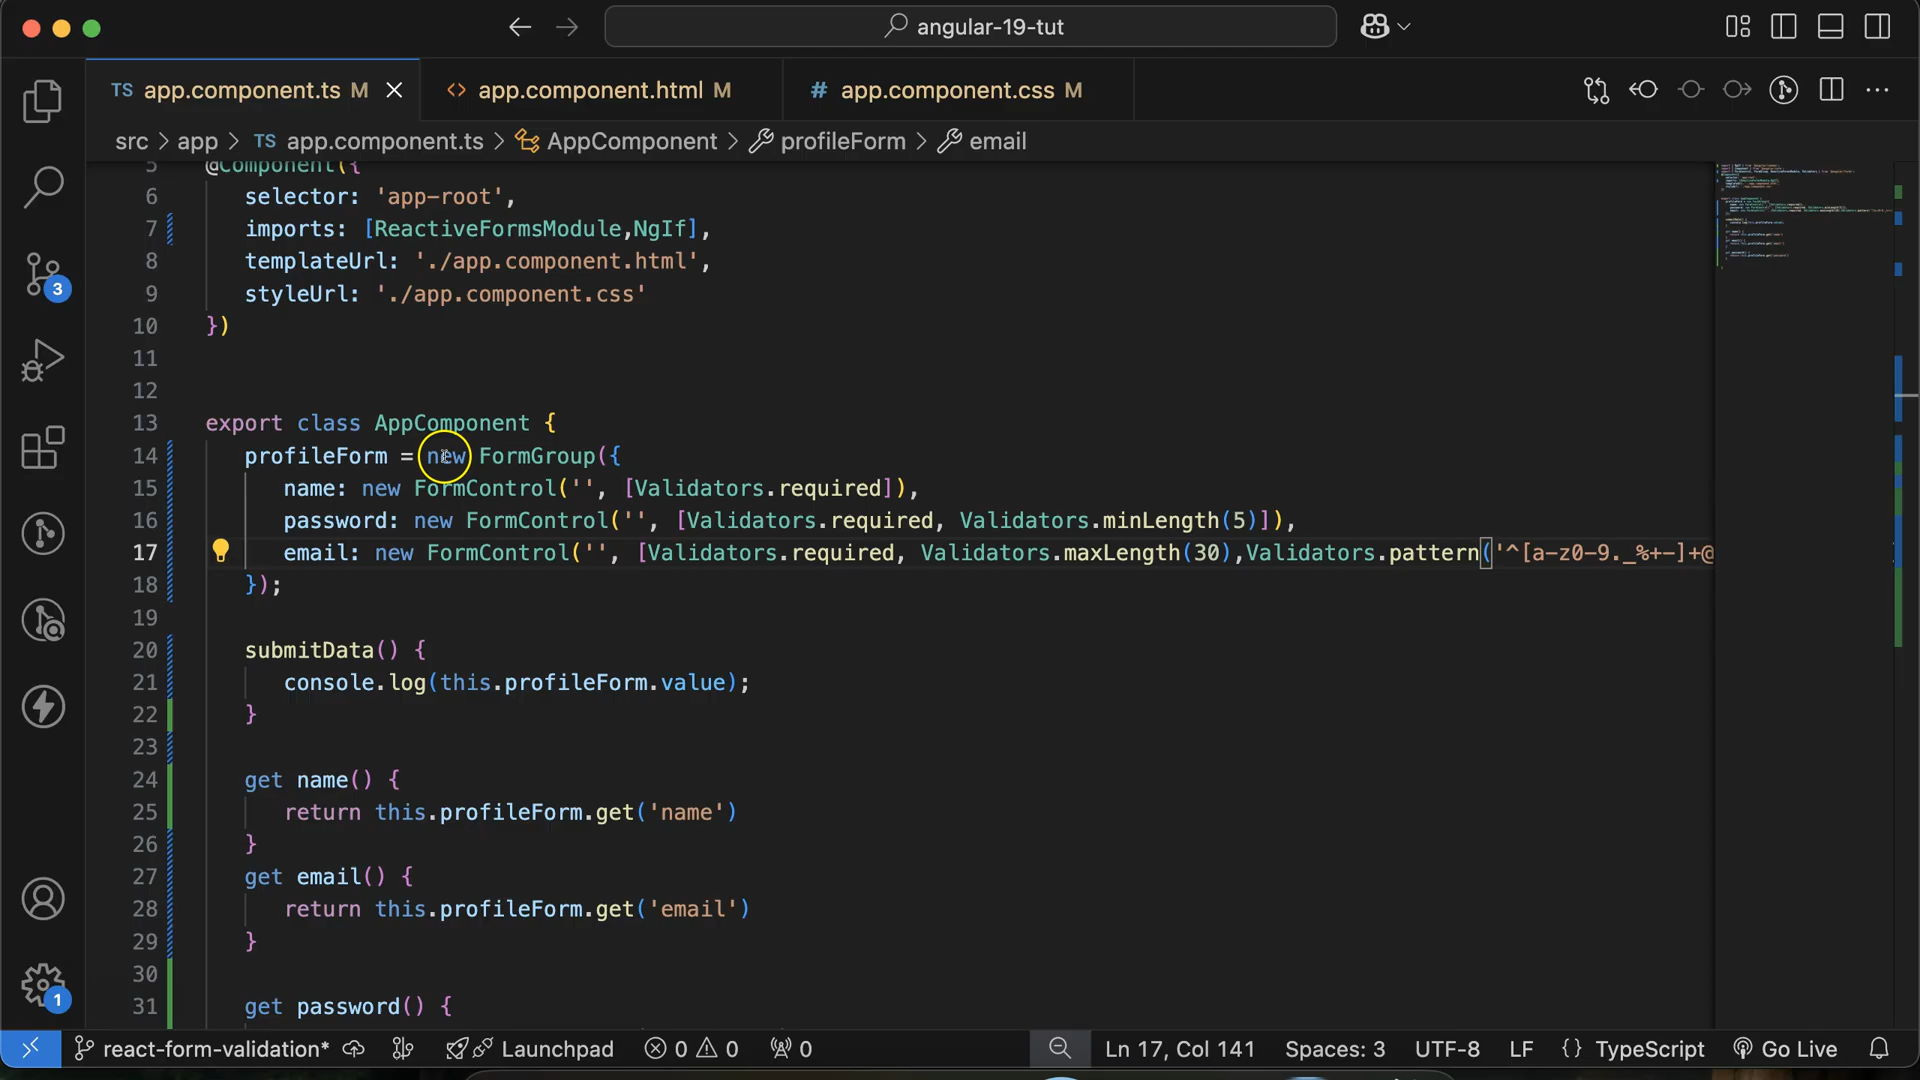 angular-19-tut
TS app.component.ts M
<> app.component.html M
# app.component.css M
src > app > TS app.component.ts > AppComponent > profileForm > email
5 @Component({
6 selector: 'app-root',
7 imports: [ReactiveFormsModule,NgIf],
8 templateUrl: './app.component.html',
9 styleUrl: './app.component.css'
10 })
11
12
13 export class AppComponent {
14 profileForm = new FormGroup({
15 name: new FormControl('', [Validators.required]),
16 password: new FormControl('', [Validators.required, Validators.minLength(5)]),
17 email: new FormControl('', [Validators.required, Validators.maxLength(30),Validators.pattern('^[a-z0-9._%+-]+@
18 });
19
20 submitData() {
21 console.log(this.profileForm.value);
22 }
23
24 get name() {
25 return this.profileForm.get('name')
26 }
27 get email() {
28 return this.profileForm.get('email')
29 }
30
31 get password() {
3
1
react-form-validation* Launchpad 0 0 0 Ln 17, Col 141 Spaces: 3 UTF-8 LF {} TypeScript Go Live